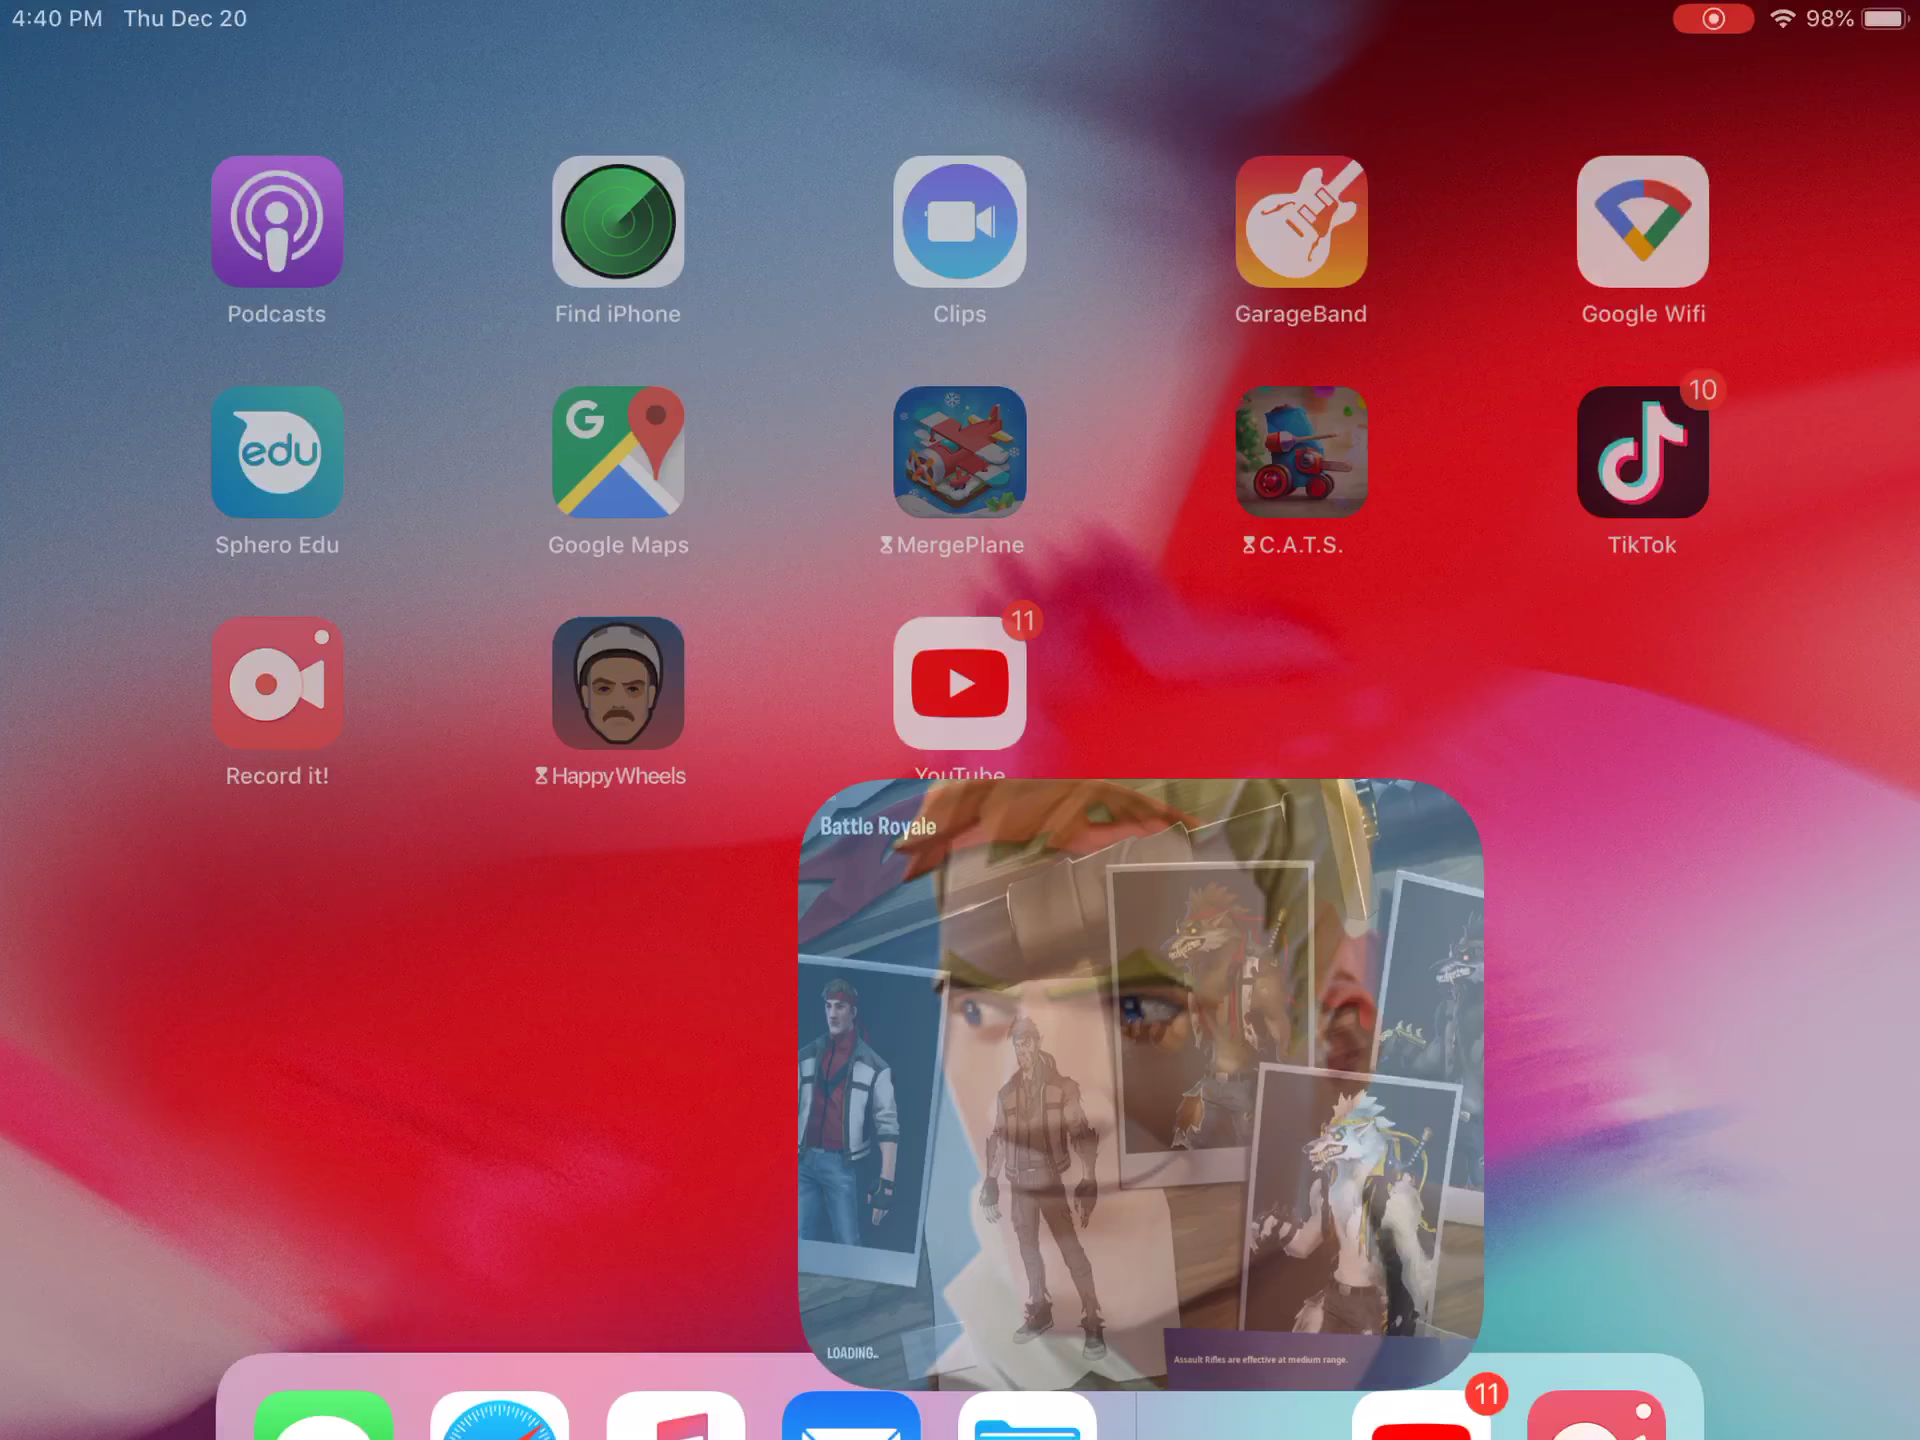 4:40 PM Thu Dec 20
98%
Podcasts
Find iPhone
Clips
GarageBand
Google Wifi
edu
G
10
Sphero Edu
Google Maps
MergePlane
C.A.T.S.
TikTok
11
Record it!
HappyWheels
YouTube
Battle Royale
LOADING..
Assault Rifles are effective at medium range.
11